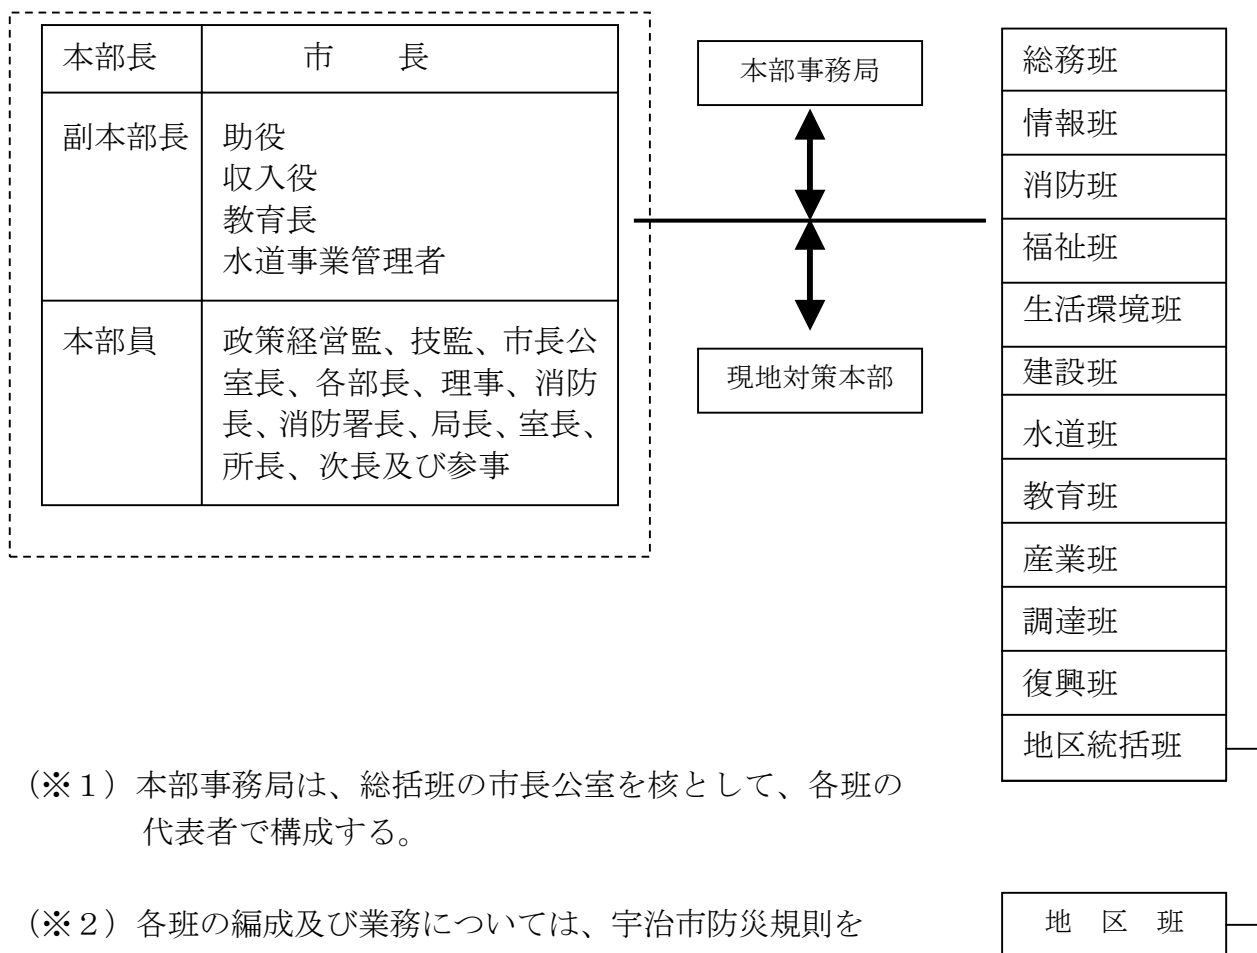 本部長 市 長
副本部長 助役
収入役
教育長
水道事業管理者
本部員 政策経営監、技監、市長公
室長、各部長、理事、消防
長、消防署長、局長、室長、
所長、次長及び参事
本部事務局
現地対策本部
総務班
情報班
消防班
福祉班
生活環境班
建設班
水道班
教育班
産業班
調達班
復興班
地区統括班
(※1)本部事務局は、総括班の市長公室を核として、各班の
代表者で構成する。
(※2)各班の編成及び業務については、宇治市防災規則を
地 区 班